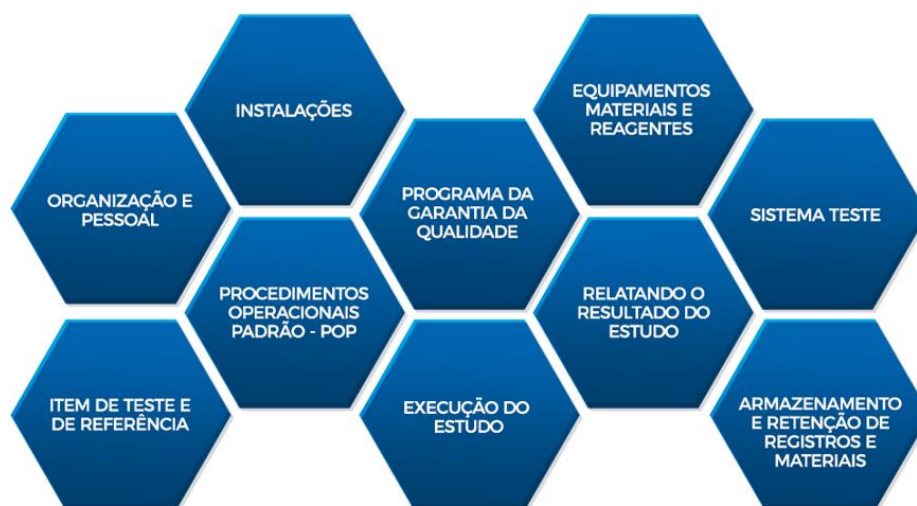 INSTALAÇÕES
EQUIPAMENTOS
MATERIAIS E
REAGENTES
ORGANIZAÇÃO E
PESSOAL
PROGRAMA DA
GARANTIA DA
QUALIDADE
SISTEMA TESTE
PROCEDIMENTOS
OPERACIONAIS
PADRÃO - POP
RELATANDO O
RESULTADO DO
ESTUDO
ITEM DE TESTE E
DE REFERÊNCIA
EXECUÇÃO DO
ESTUDO
ARMAZENAMENTO
E RETENÇÃO DE
REGISTROS E
MATERIAIS